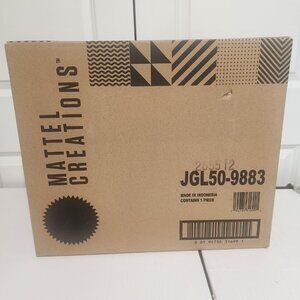 MATTEL
CREATIONS™
JGL50-9883
MADE IN INDONESIA
CONTAINS 1 PIECE